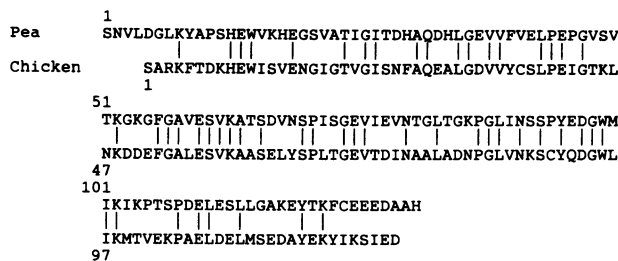 1
Pea SNVLDGLKYAPSHEWVKHEGSVATIGITDHAQDHLGEVVFVELPEPGVSV
Chicken SARKFTDKHEWISVENGIGTVGISNFAQEALGDVVYCSLPEIGTKL
1
51
TKGKGFGAVESVKATSDVNSPISGEVIEVNTGLTGKPGLINSSPYEDGWM
NKDDEFGALESVKAASELYSPLTGEVTDINAALADNPGLVNKSCYQDGWL
47
101
IKIKPTSPDELESLLGAKEYTKFCEEEDAAH
IKMTVEKPAELDELMSEDAYEKYIKSIED
97